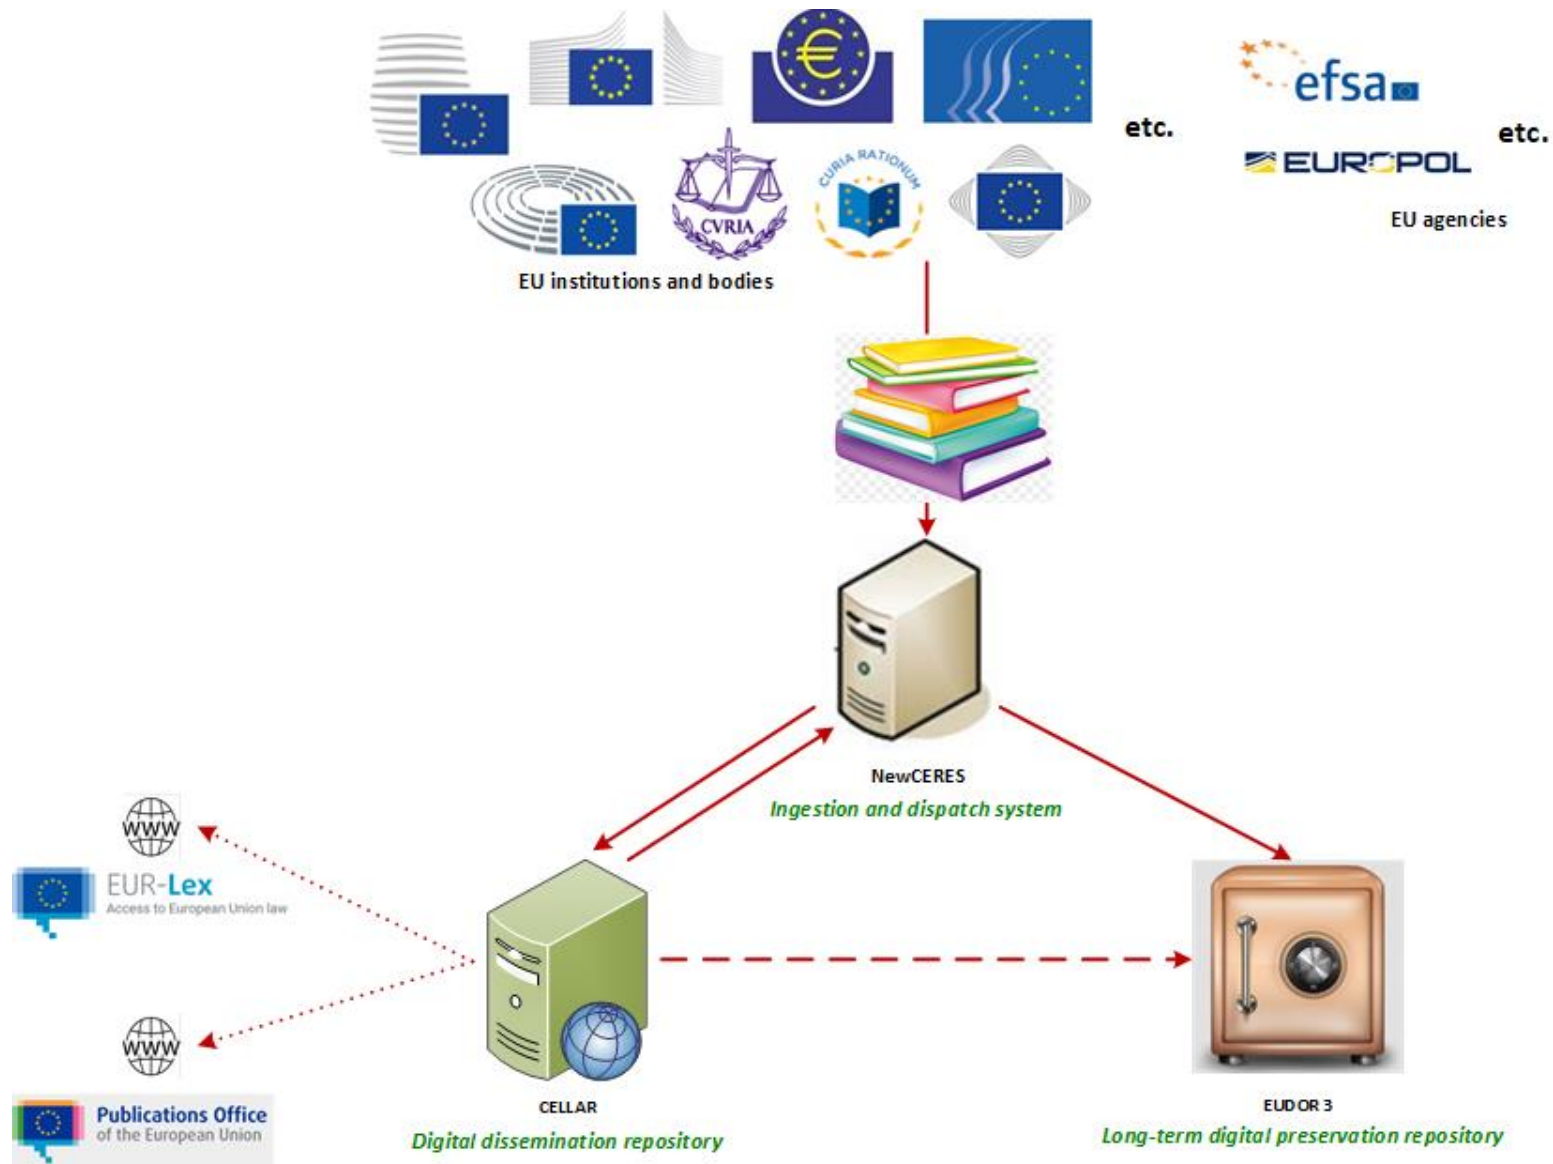 etc.
efsa
EUROPOL
etc.
EU agencies
CVRIA
CURIA RATIONUM
EU institutions and bodies
NewCERES
Ingestion and dispatch system
www
EUR-Lex
Access to European Union law
www
Publications Office
of the European Union
CELLAR
Digital dissemination repository
EUDOR 3
Long-term digital preservation repository